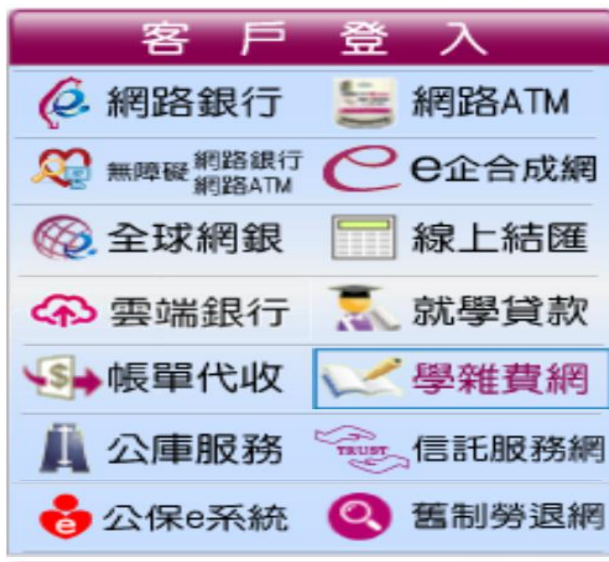 客戶登入
網路銀行 網路ATM
無障礙 網路銀行 網路ATM e企合成網
全球網銀 線上結匯
雲端銀行 就學貸款
帳單代收 學雜費網
公庫服務 TRUST 信託服務網
公保e系統 舊制勞退網